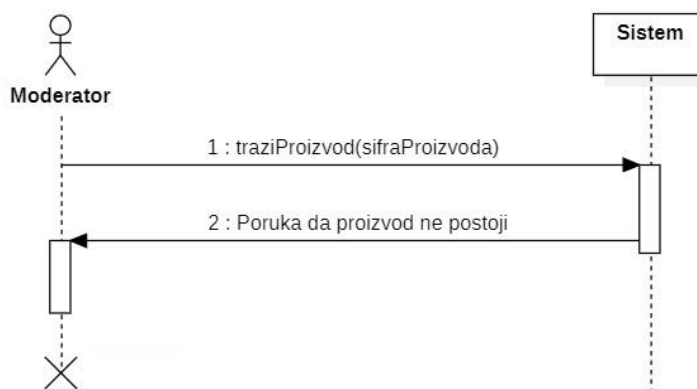 Sistem
Moderator
1 : traziProizvod(sifraProizvoda)
2 : Poruka da proizvod ne postoji